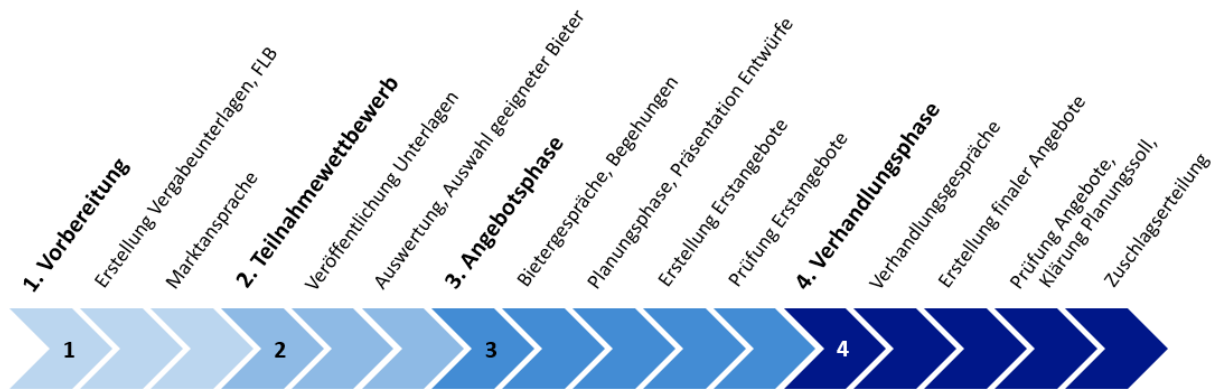 1. Vorbereitung
Erstellung Vergabeunterlagen, FLB
Marktansprache
2. Teilnahmewettbewerb
Veröffentlichung Unterlagen
Auswertung, Auswahl geeigneter Bieter
3. Angebotsphase
Bietergespräche, Begehungen
Planungsphase, Präsentation Entwürfe
Erstellung Erstangebote
Prüfung Erstangebote
4. Verhandlungsphase
Verhandlungsgespräche
Erstellung finaler Angebote
Prüfung Angebote,
Klärung Planungssoll,
Zuschlagserteilung
1
2
3
4